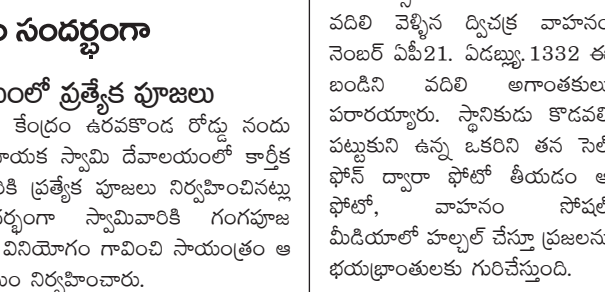 సందర్భంగా
ప్రత్యేక పూజలు
కేంద్రం ఉరవకొండ రోడ్డు నందు
స్వామి దేవాలయంలో కార్తీక
ప్రత్యేక పూజలు నిర్వహించినట్లు
స్వామివారికి గంగపూజ
వినియోగం గావించి సాయంత్రం ఆ
నిర్వహించారు.
వదిలి వెళ్ళిన ద్విచక్ర వాహనం
నెంబర్ ఏపీ21. ఏడబ్ల్యు.1332 ఈ
బండిని వదిలి అగాంతకులు
పరారయ్యారు. స్థానికుడు కొడవలి
పట్టుకుని ఉన్న ఒకరిని తన సెల్
ఫోన్ ద్వారా ఫోటో తీయడం ఆ
ఫోటో, వాహనం సోషల్
మీడియాలో హల్చల్ చేస్తూ ప్రజలను
భయభ్రాంతులకు గురిచేస్తుంది.